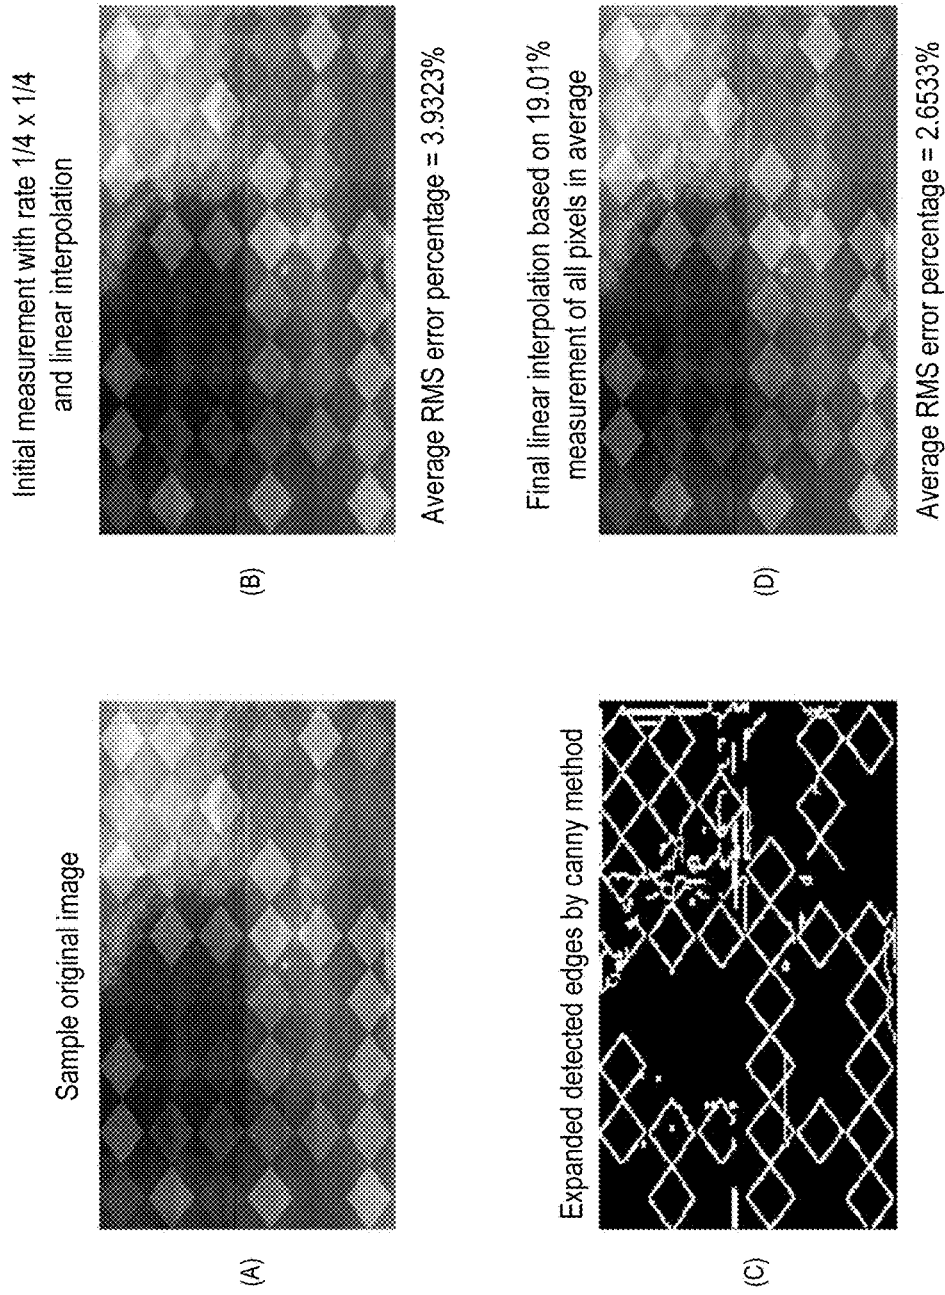 Sample original image
(A)
Initial measurement with rate 1/4 x 1/4
and linear interpolation
(B)
Average RMS error percentage = 3.9323%
Expanded detected edges by canny method
(C)
Final linear interpolation based on 19.01%
measurement of all pixels in average
(D)
Average RMS error percentage = 2.6533%